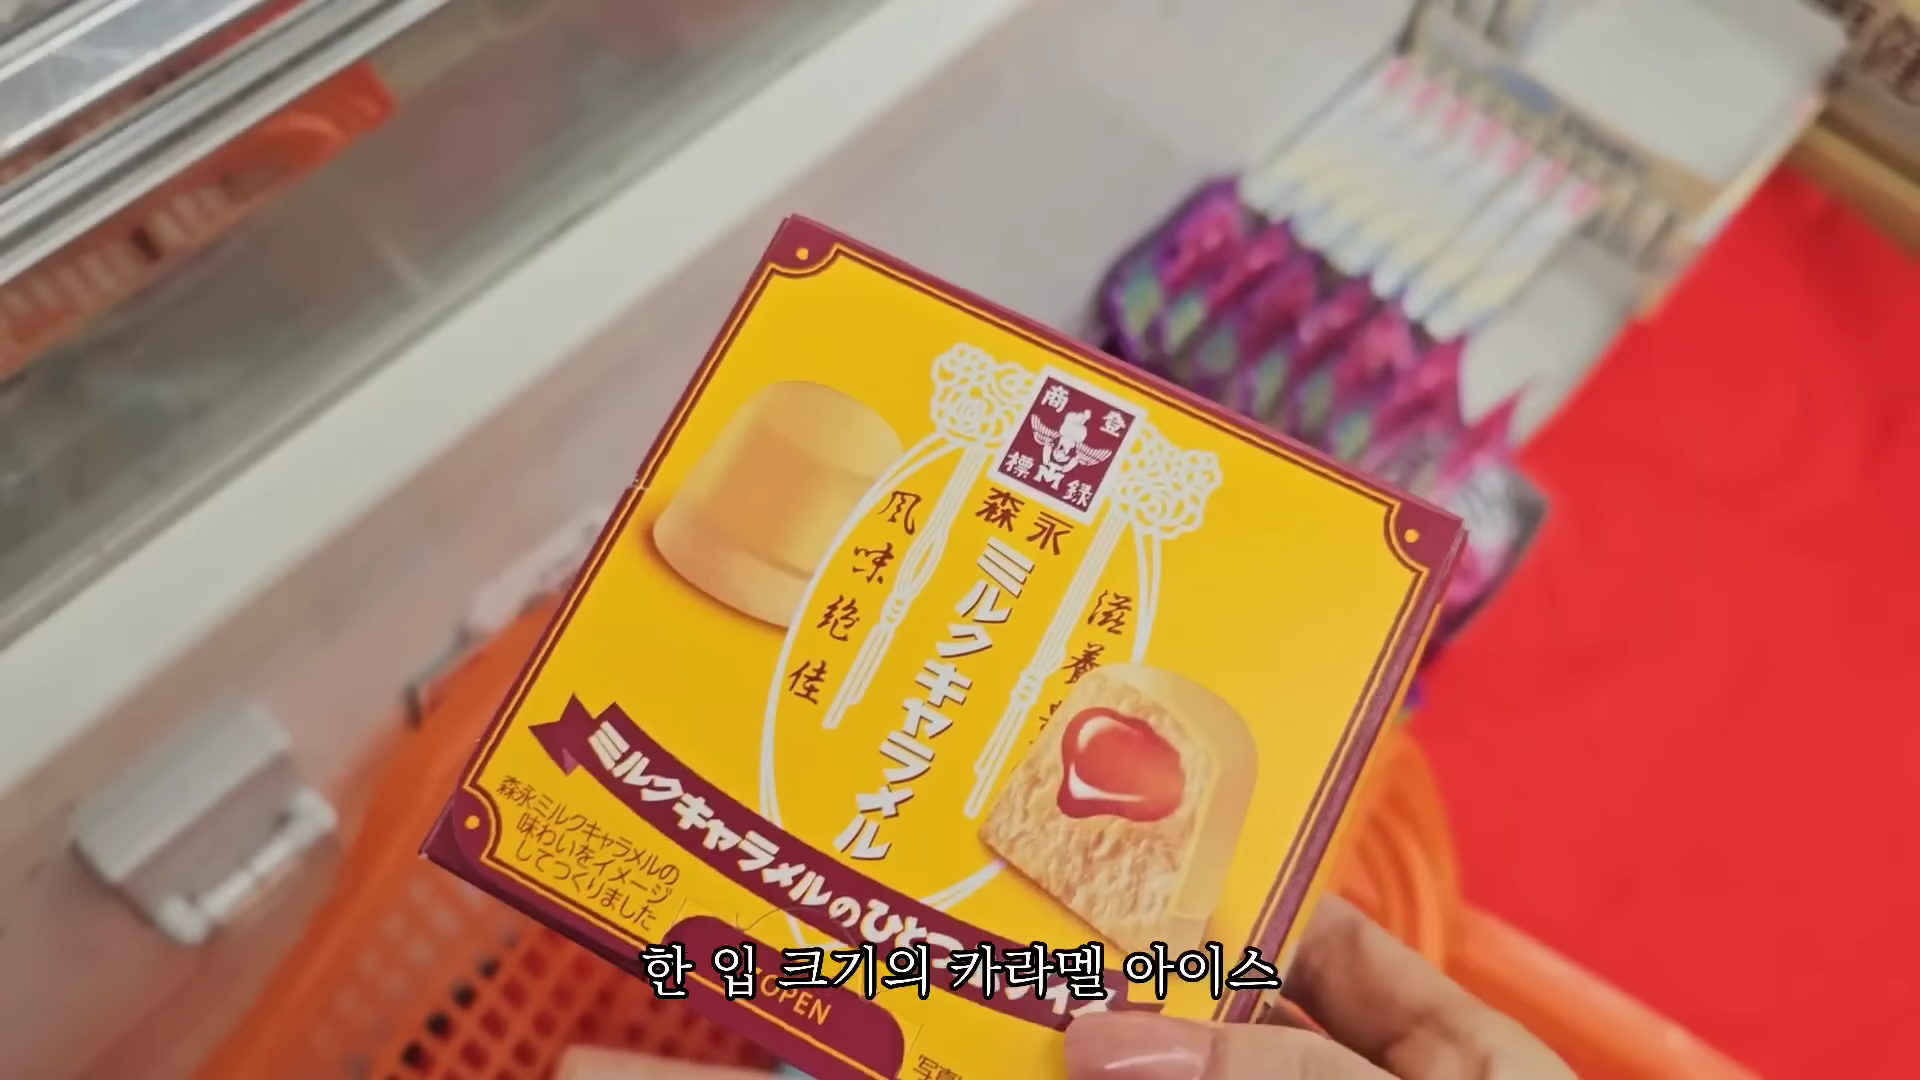 商登
標録
森永
ミルクキャラメル
風味絶佳
滋養
ミルクキャラメルのひとつ
森永ミルクキャラメルの
味わいをイメージ
してつくりました
OPEN
한 입 크기의 카라멜 아이스